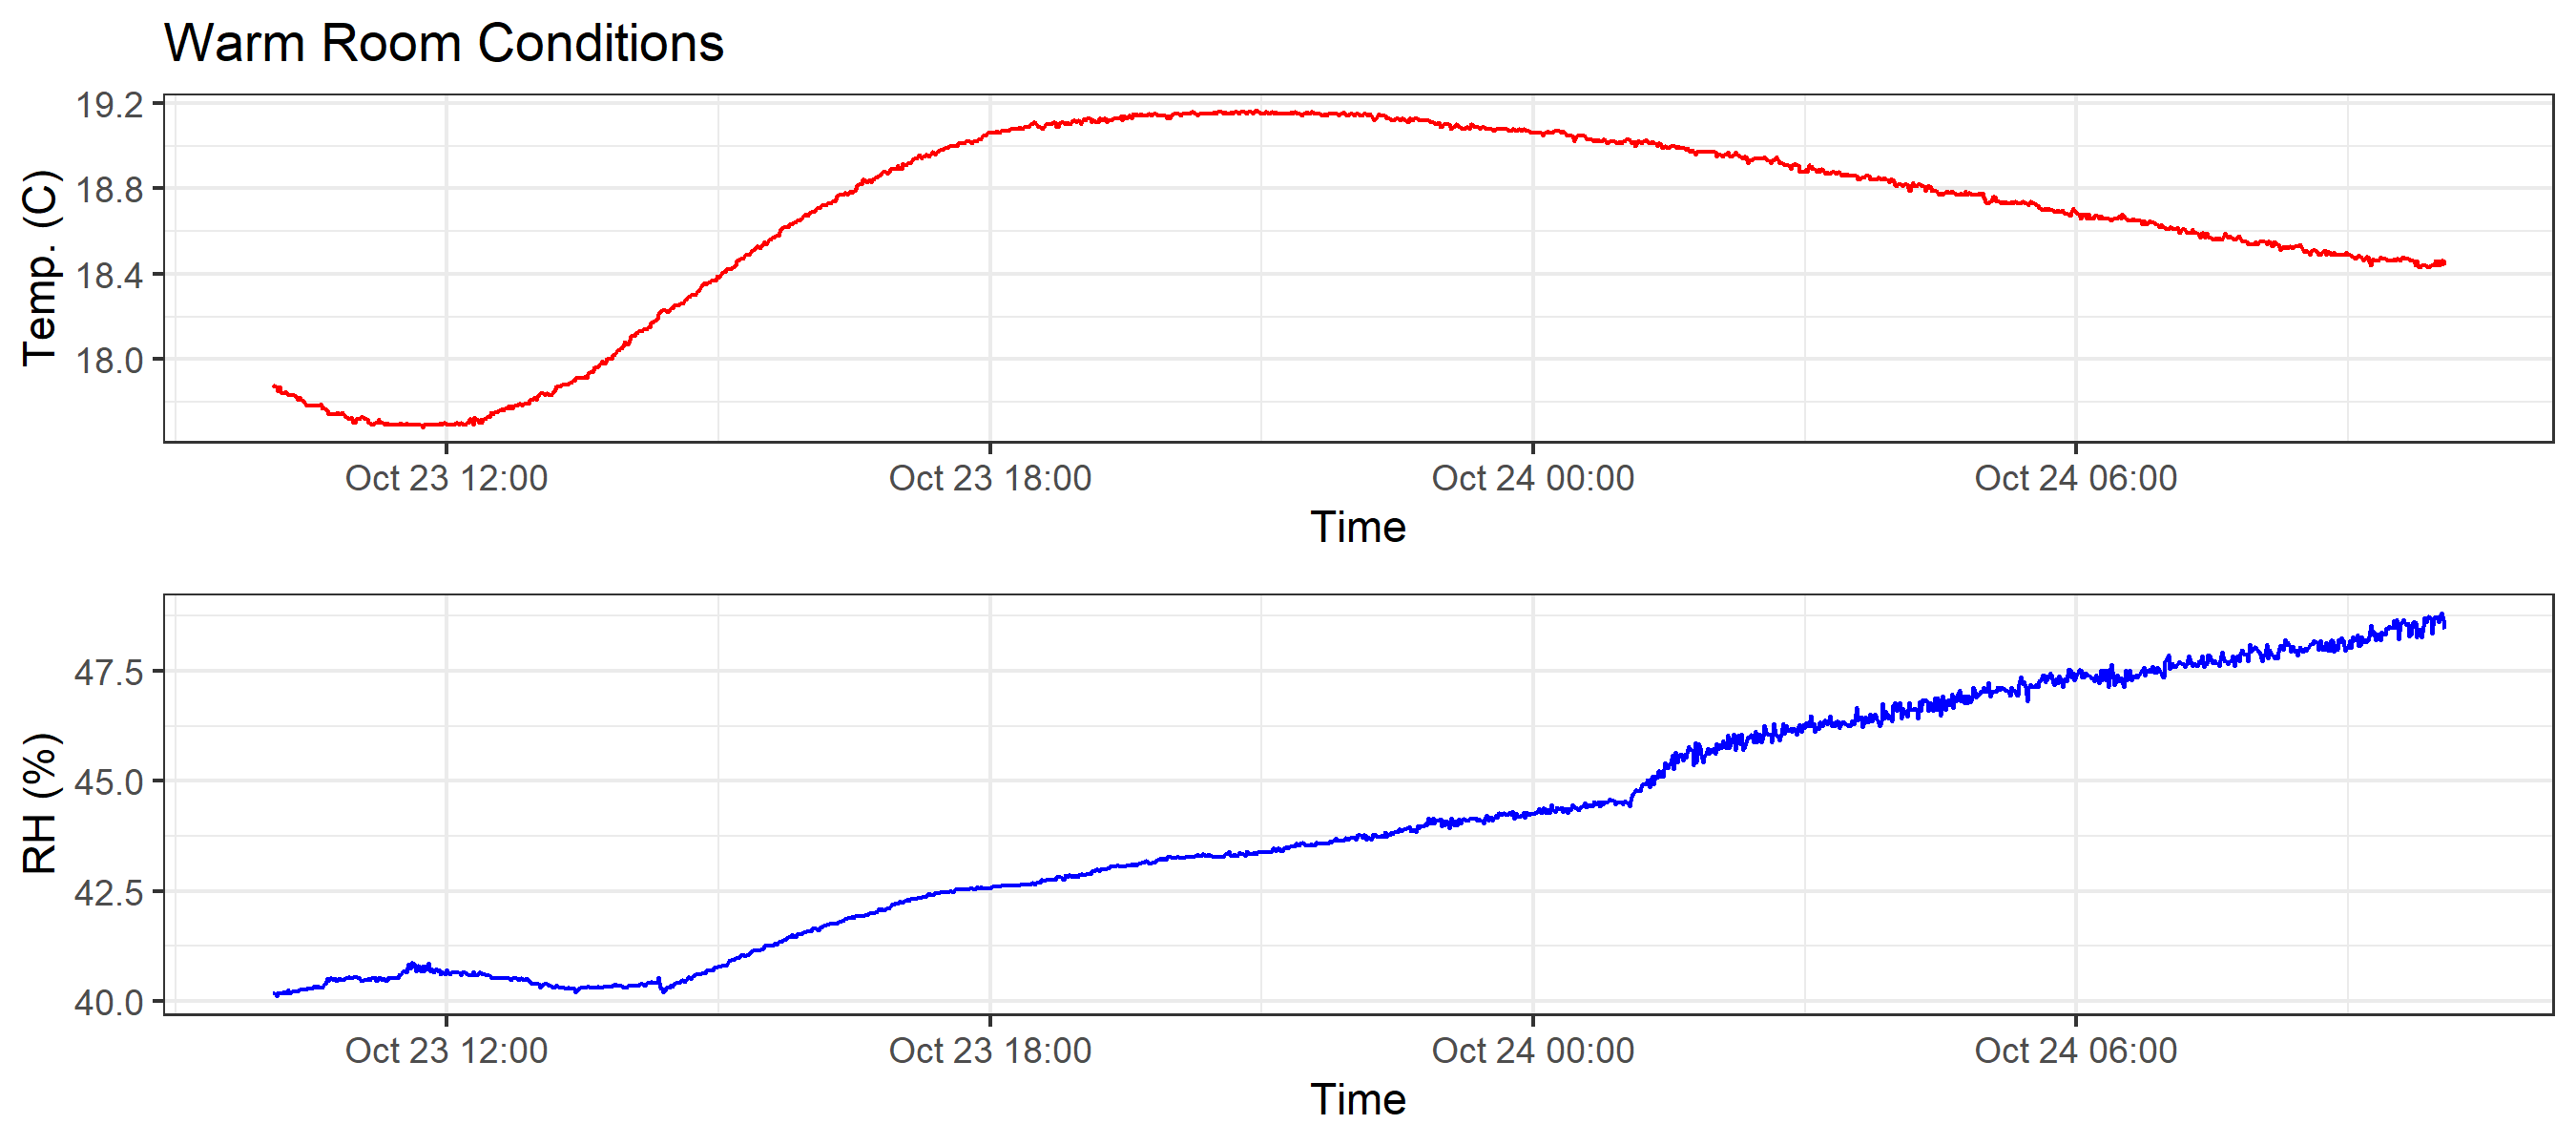 Warm Room Conditions
19.2
18.8
18.4
18.0
Temp. (C)
Oct 23 12:00 Oct 23 18:00 Oct 24 00:00 Oct 24 06:00
Time
47.5
45.0
42.5
40.0
RH (%)
Oct 23 12:00 Oct 23 18:00 Oct 24 00:00 Oct 24 06:00
Time